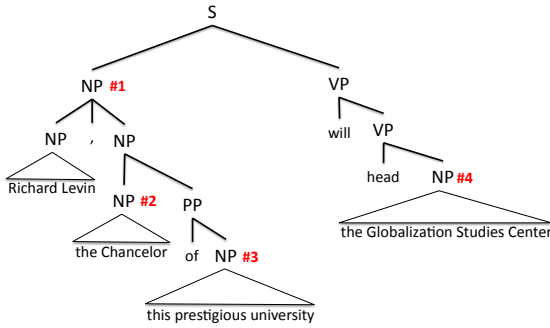 S
NP #1 VP
NP , NP will VP
Richard Levin NP #2 PP head NP #4
the Chancelor of NP #3 the Globalization Studies Center
this prestigious university